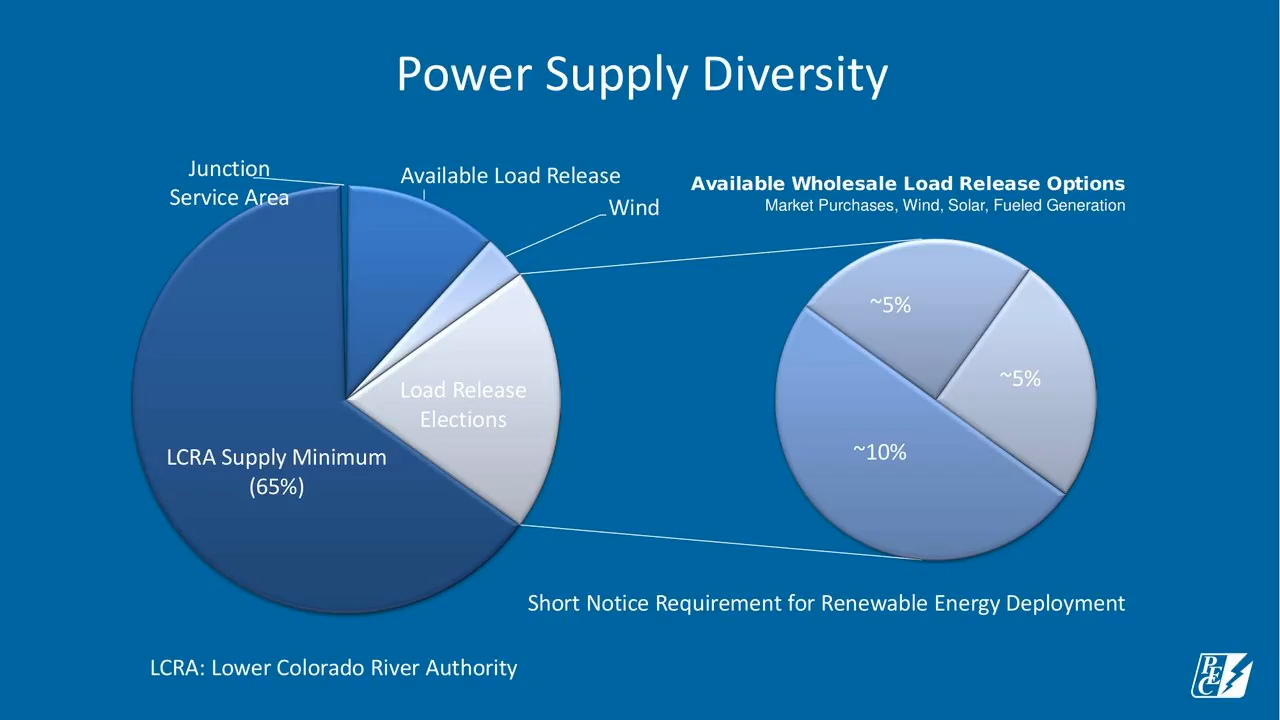 Power Supply Diversity
Junction
Service Area
Available Load Release
Wind
Available Wholesale Load Release Options
Market Purchases, Wind, Solar, Fueled Generation
~5%
~5%
~10%
Load Release
Elections
LCRA Supply Minimum
(65%)
Short Notice Requirement for Renewable Energy Deployment
LCRA: Lower Colorado River Authority
PEC